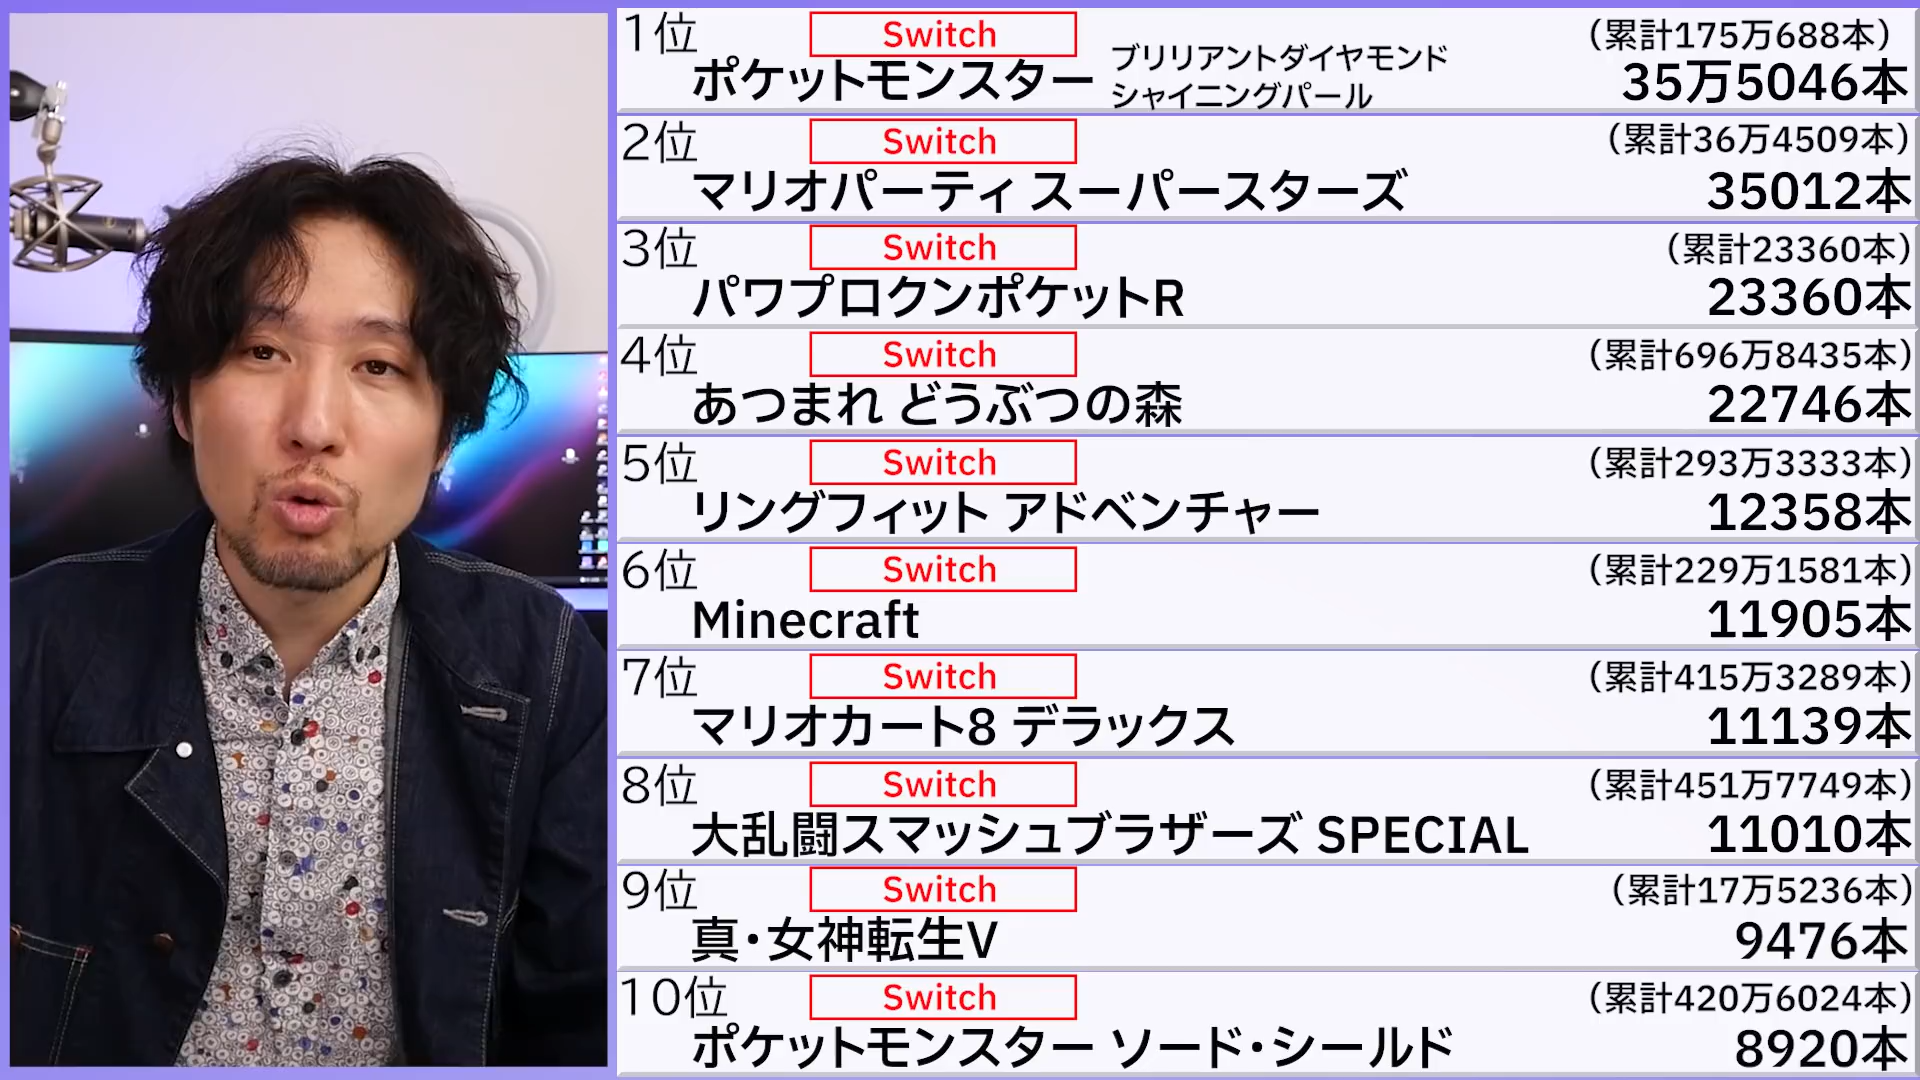 1位
Switch
(累計175万688本)
ポケットモンスター
ブリリアントダイヤモンド
シャイニングパール
35万5046本
2位
Switch
(累計36万4509本)
マリオパーティ スーパースターズ
35012本
3位
Switch
(累計23360本)
パワプロクンポケットR
23360本
4位
Switch
(累計696万8435本)
あつまれ どうぶつの森
22746本
5位
Switch
(累計293万3333本)
リングフィット アドベンチャー
12358本
6位
Switch
(累計229万1581本)
Minecraft
11905本
7位
Switch
(累計415万3289本)
マリオカート8 デラックス
11139本
8位
Switch
(累計451万7749本)
大乱闘スマッシュブラザーズ SPECIAL
11010本
9位
Switch
(累計17万5236本)
真・女神転生V
9476本
10位
Switch
(累計420万6024本)
ポケットモンスター ソード・シールド
8920本